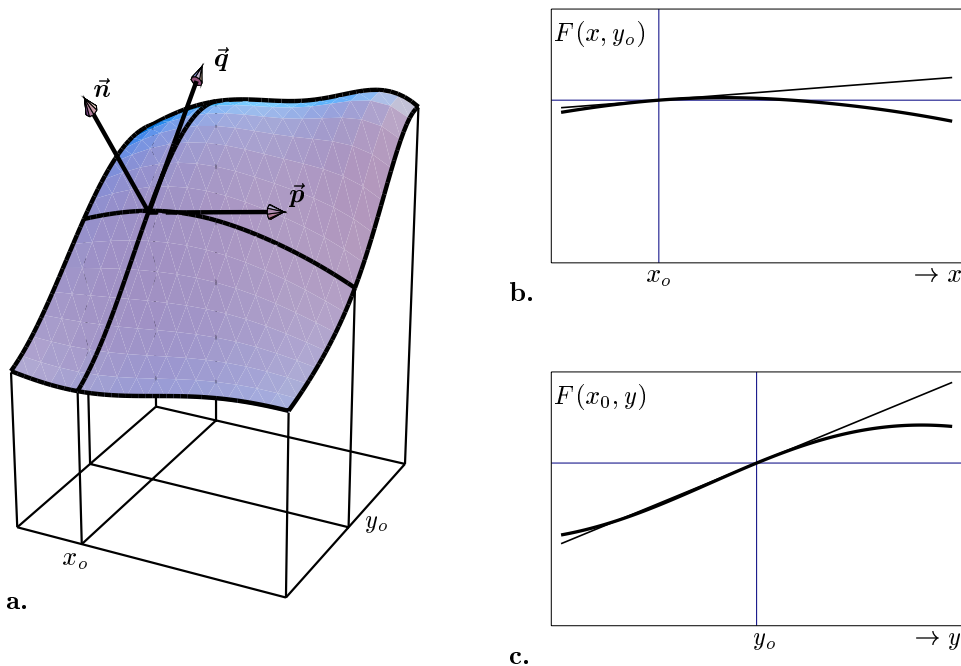 q⃗
n⃗
p⃗
y_o
x_o
a.
F(x, y_o)
x_o
→ x
b.
F(x_0, y)
y_o
→ y
c.